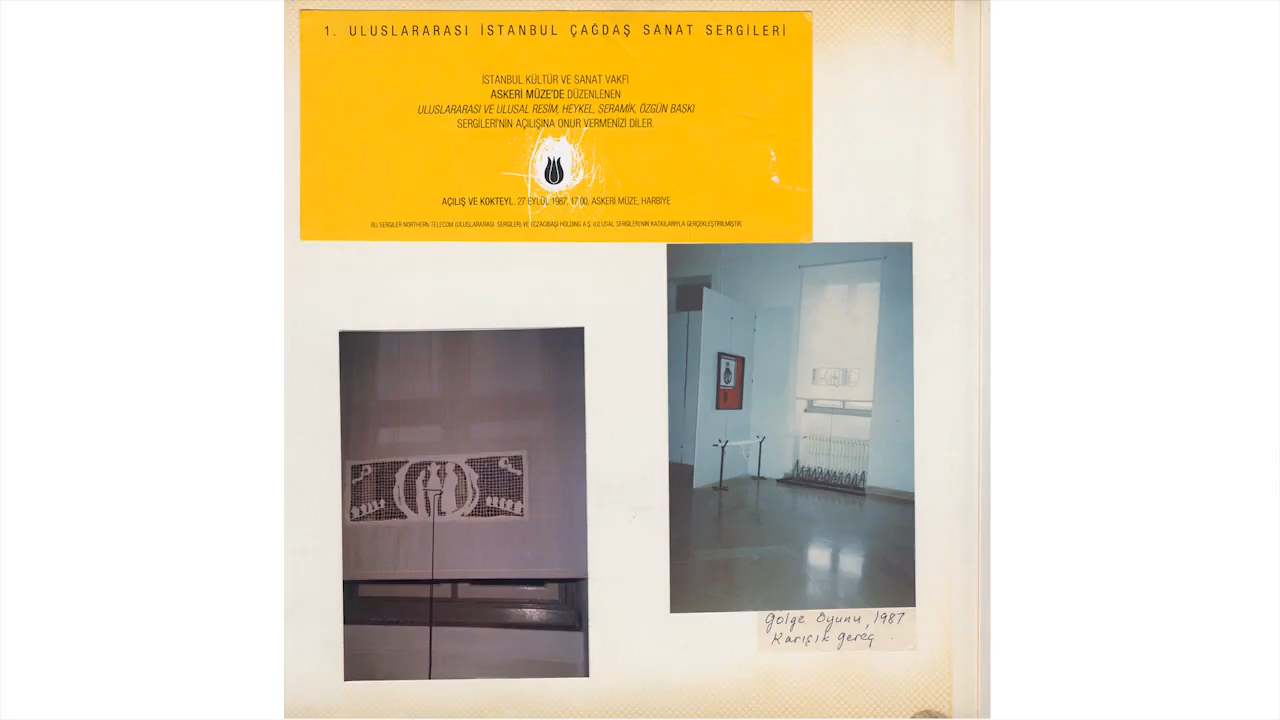 1. ULUSLARARASI İSTANBUL ÇAĞDAŞ SANAT SERGİLERİ
İSTANBUL KÜLTÜR VE SANAT VAKFI
ASKERİ MÜZE'DE DÜZENLENEN
ULUSLARARASI VE ULUSAL RESİM, HEYKEL, SERAMİK, ÖZGÜN BASKI
SERGİLERİ'NİN AÇILIŞINA ONUR VERMENİZİ DİLER.
AÇILIŞ VE KOKTEYL, 27 EYLÜL 1987, 17.00, ASKERİ MÜZE, HARBİYE
BU SERGİLER NORTHERN TELECOM (ULUSLARARASI SERGİLER) VE ECZACIBAŞI HOLDING A.Ş. (ULUSAL SERGİLER)'NİN KATKILARIYLA GERÇEKLEŞTİRİLMİŞTİR.
Gölge Oyunu, 1987
Karışık gereç